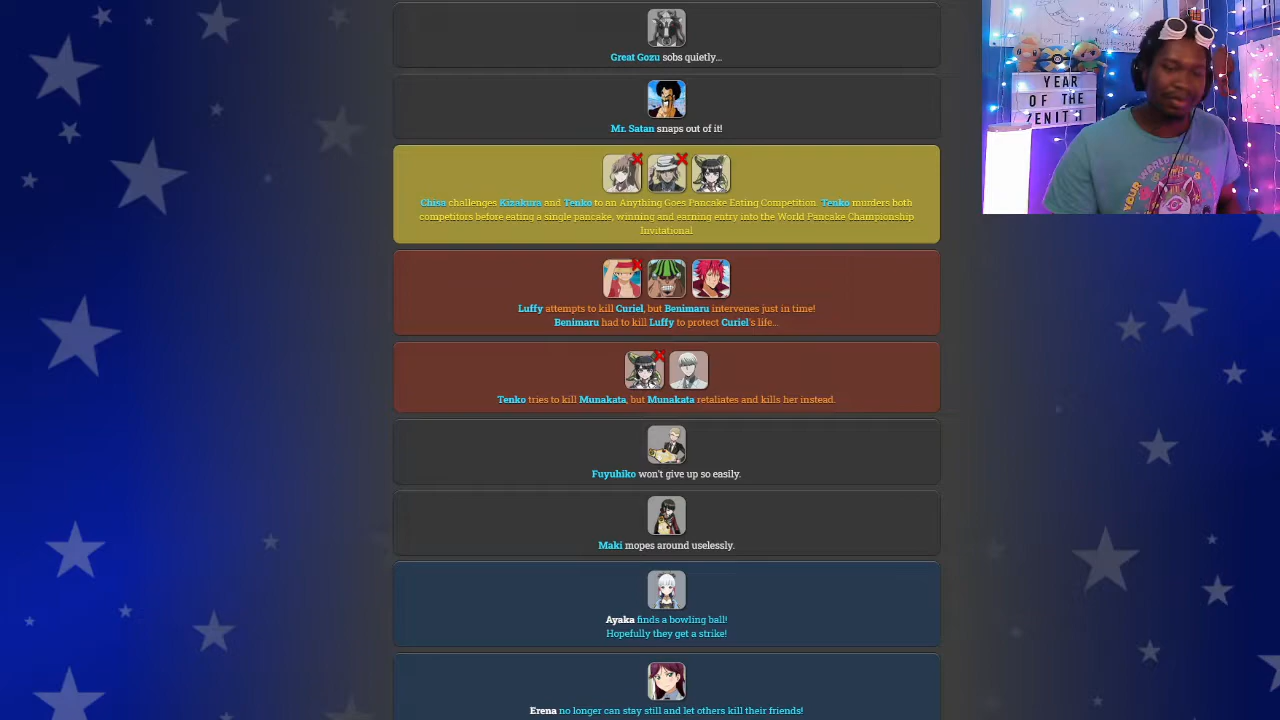 Great Gozu sobs quietly...
Mr. Satan snaps out of it!
Chisa challenges Kizakura and Tenko to an Anything Goes Pancake Eating Competition. Tenko murders both
competitors before eating a single pancake, winning and earning entry into the World Pancake Championship
Invitational.
Luffy attempts to kill Curiel, but Benimaru intervenes just in time!
Benimaru had to kill Luffy to protect Curiel's life...
Tenko tries to kill Munakata, but Munakata retaliates and kills her instead.
Fuyuhiko won't give up so easily.
Maki mopes around uselessly.
Ayaka finds a bowling ball!
Hopefully they get a strike!
Erena no longer can stay still and let others kill their friends!
YEAR
OF THE
ZENITH
YOUR
WORLD